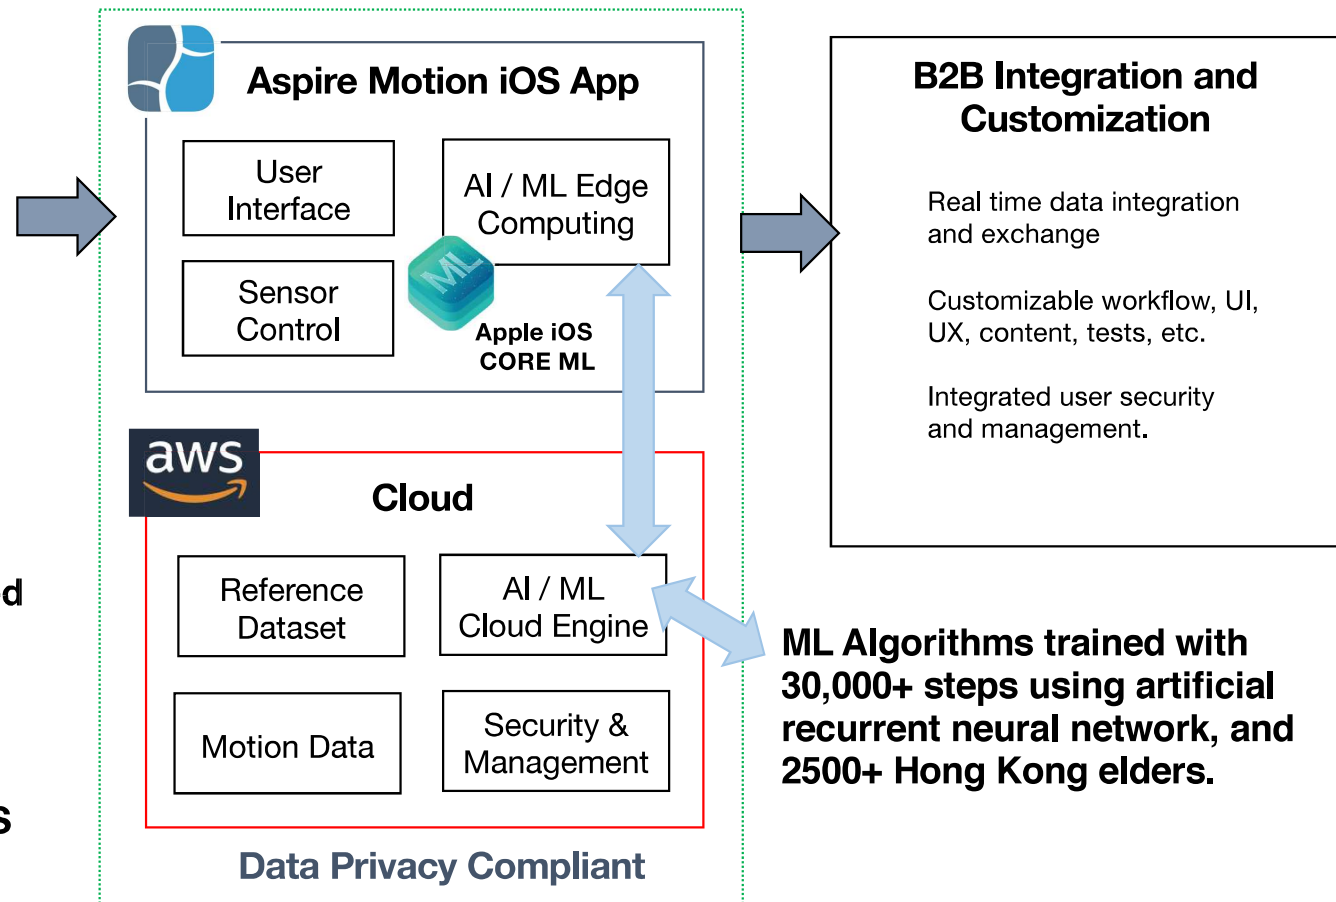 Aspire Motion iOS App
User
Interface
AI / ML Edge
Computing
Sensor
Control
ML
Apple iOS
CORE ML
aws
Cloud
Reference
Dataset
AI / ML
Cloud Engine
Motion Data
Security &
Management
Data Privacy Compliant
B2B Integration and
Customization
Real time data integration
and exchange
Customizable workflow, UI,
UX, content, tests, etc.
Integrated user security
and management.
ML Algorithms trained with
30,000+ steps using artificial
recurrent neural network, and
2500+ Hong Kong elders.